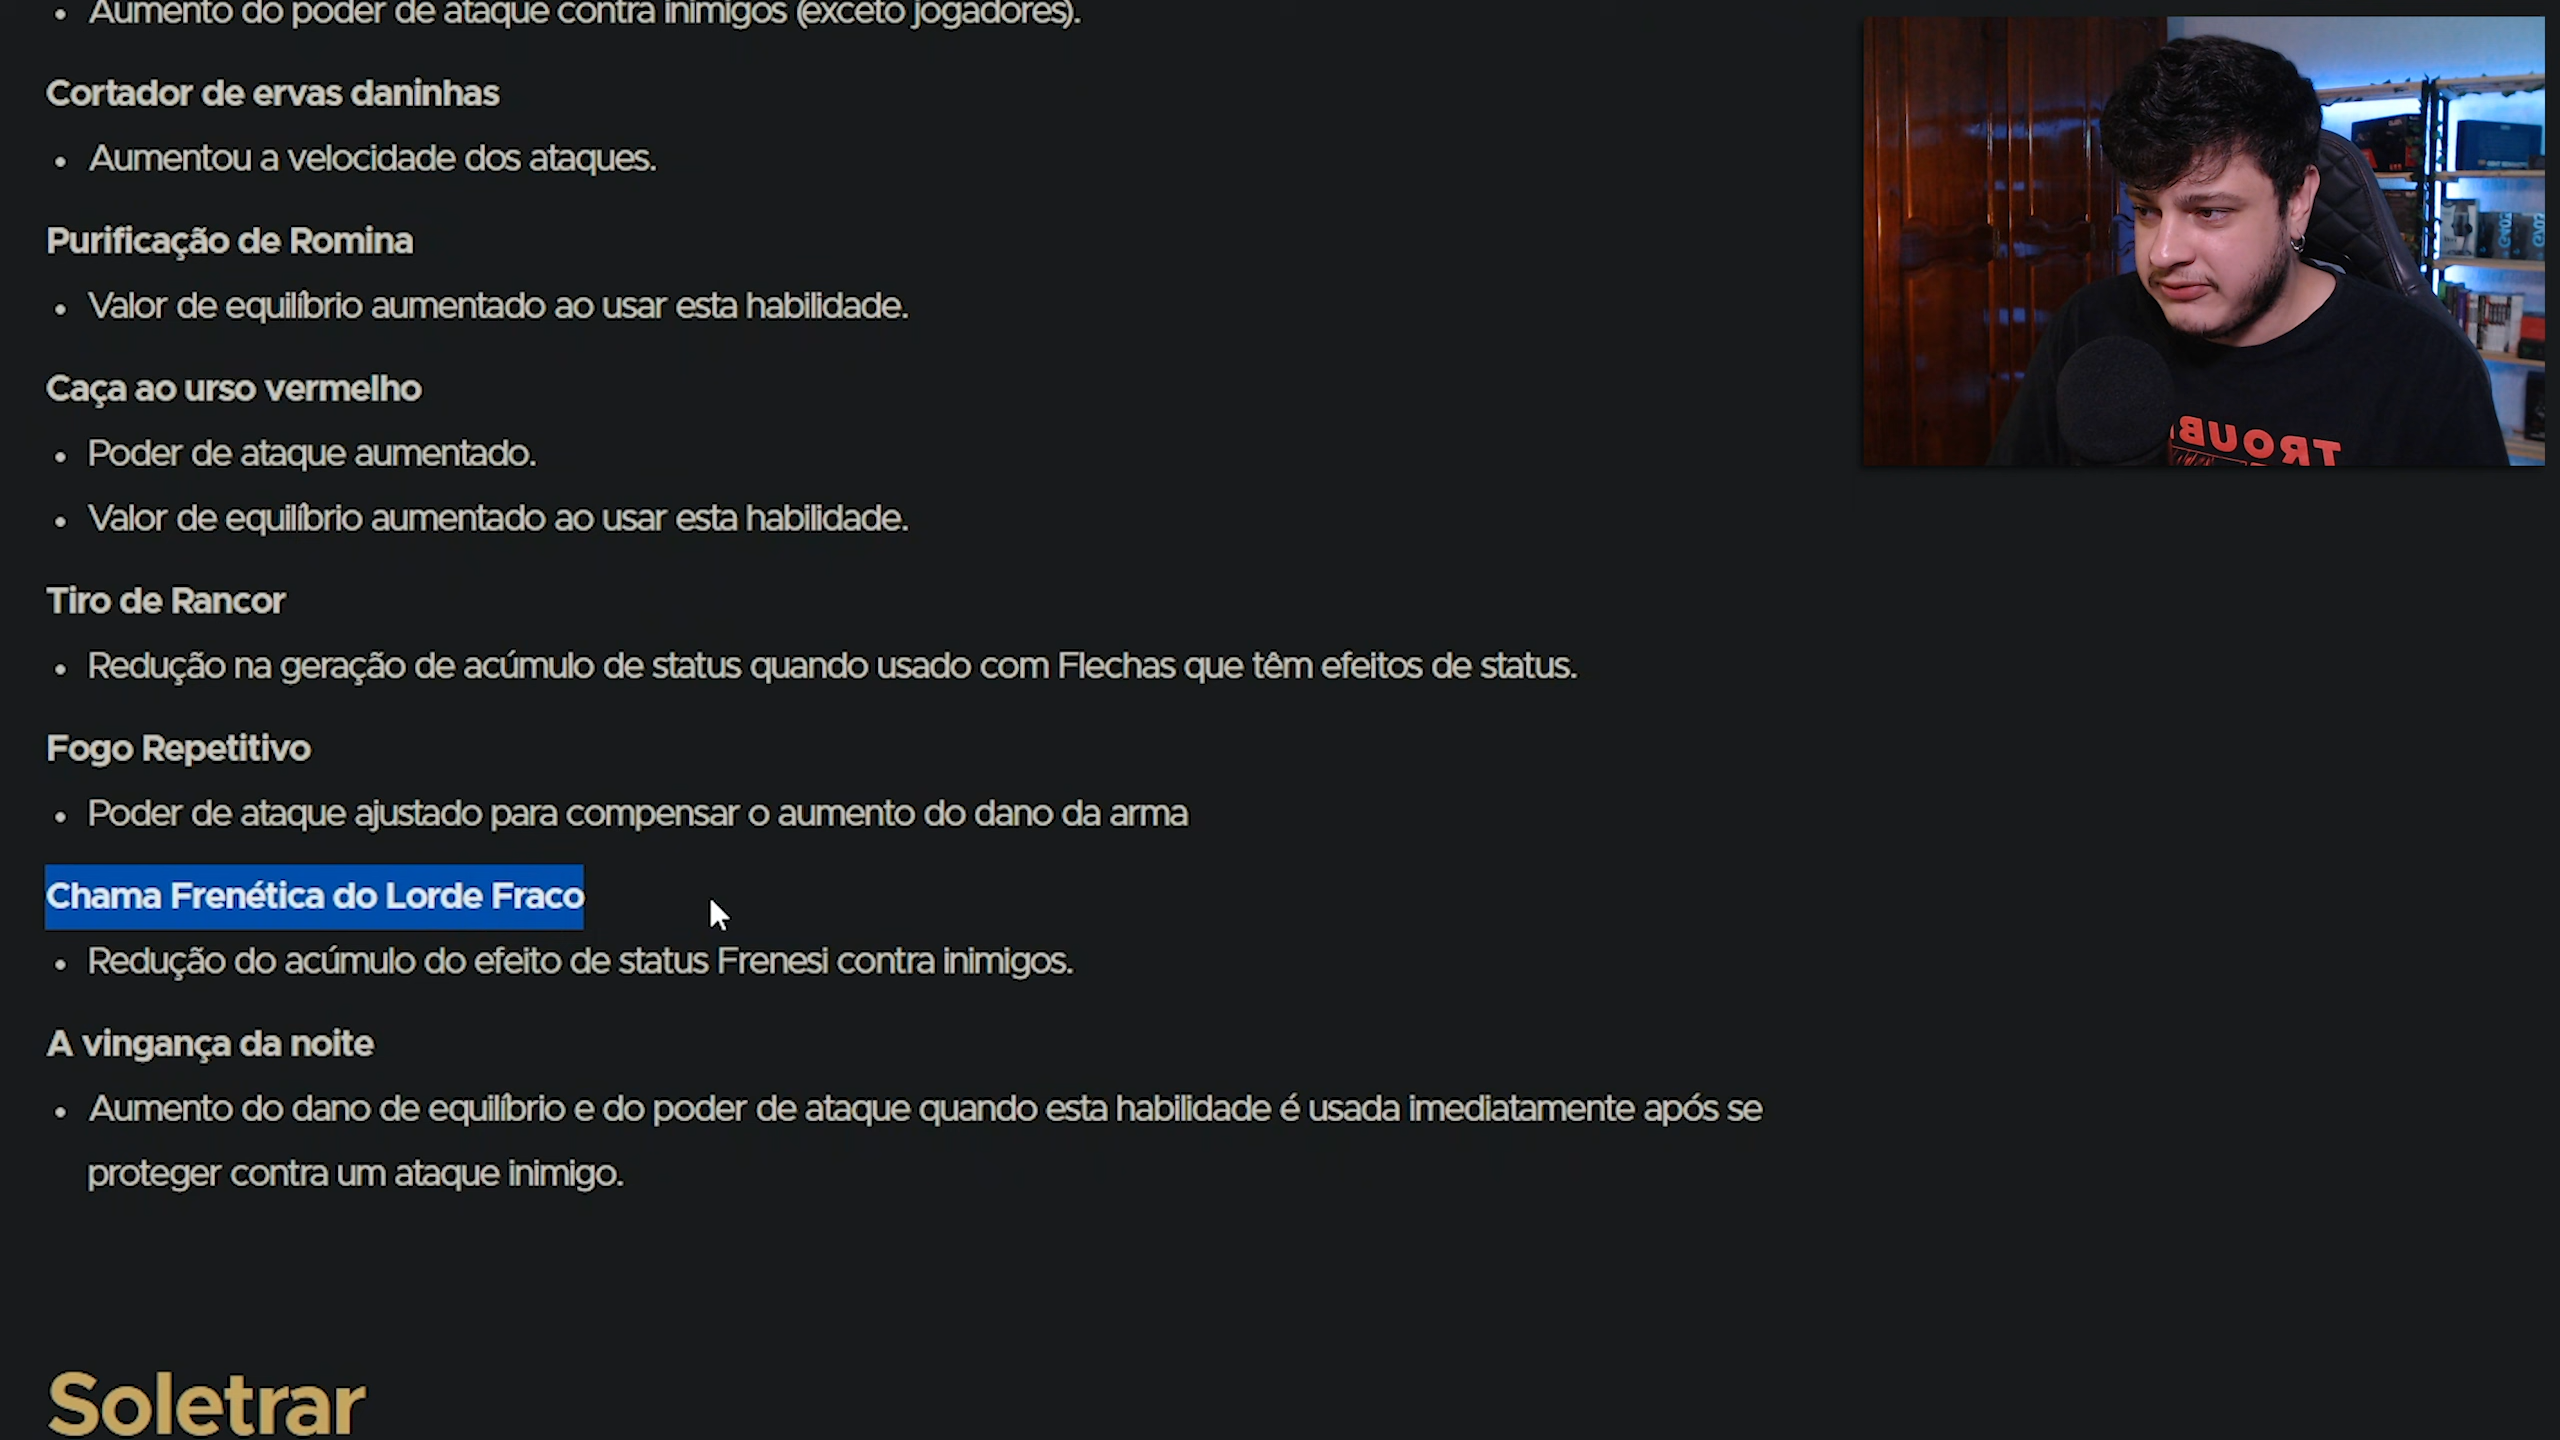 Aumento do poder de ataque contra inimigos (exceto jogadores).
Cortador de ervas daninhas
Aumentou a velocidade dos ataques.
Purificação de Romina
Valor de equilíbrio aumentado ao usar esta habilidade.
Caça ao urso vermelho
Poder de ataque aumentado.
Valor de equilíbrio aumentado ao usar esta habilidade.
Tiro de Rancor
Redução na geração de acúmulo de status quando usado com Flechas que têm efeitos de status.
Fogo Repetitivo
Poder de ataque ajustado para compensar o aumento do dano da arma
Chama Frenética do Lorde Fraco
Redução do acúmulo do efeito de status Frenesi contra inimigos.
A vingança da noite
Aumento do dano de equilíbrio e do poder de ataque quando esta habilidade é usada imediatamente após se
proteger contra um ataque inimigo.
Soletrar
TROUB